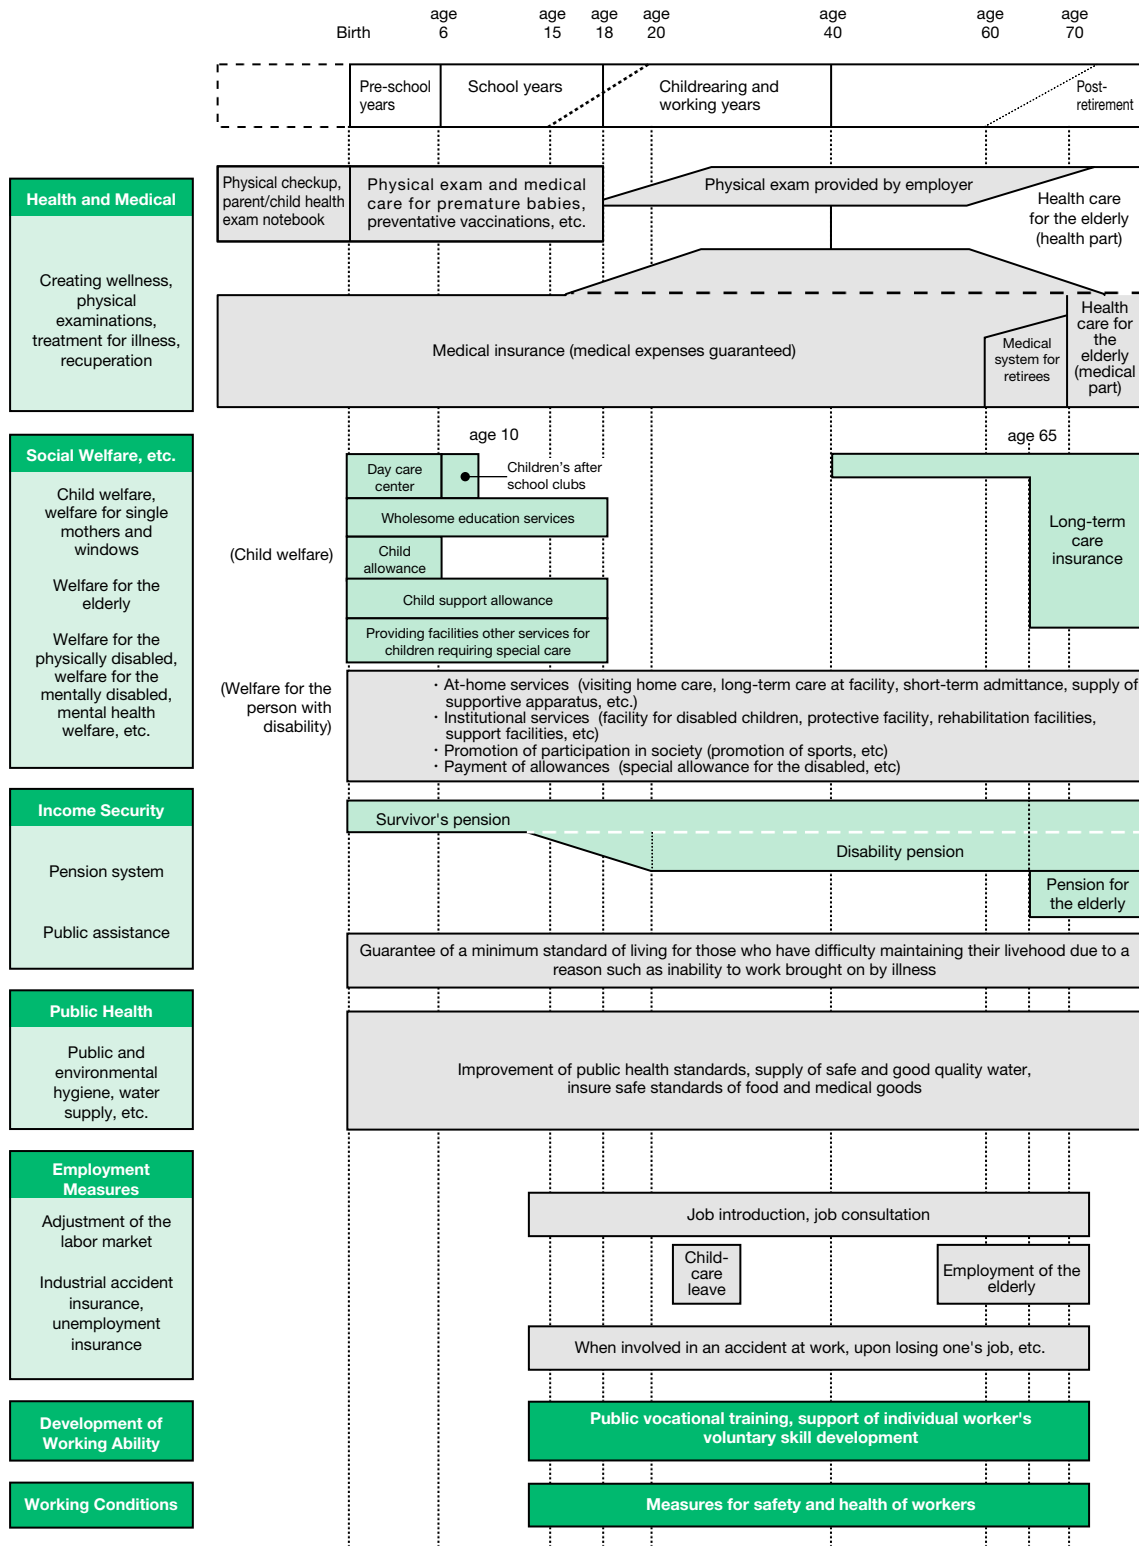 Birth
age
6
age
15
age
18
age
20
age
40
age
60
age
70
Pre-school
years
School years
Childrearing and
working years
Post-
retirement
Health and Medical
Creating wellness,
physical
examinations,
treatment for illness,
recuperation
Physical checkup,
parent/child health
exam notebook
Physical exam and medical
care for premature babies,
preventative vaccinations, etc.
Physical exam provided by employer
Health care
for the elderly
(health part)
Medical insurance (medical expenses guaranteed)
Medical
system for
retirees
Health
care for
the
elderly
(medical
part)
Social Welfare, etc.
Child welfare,
welfare for single
mothers and
windows
Welfare for the
elderly
Welfare for the
physically disabled,
welfare for the
mentally disabled,
mental health
welfare, etc.
age 10
age 65
(Child welfare)
Day care
center
Children's after
school clubs
Wholesome education services
Child
allowance
Child support allowance
Providing facilities other services for
children requiring special care
Long-term
care
insurance
(Welfare for the
person with
disability)
・At-home services (visiting home care, long-term care at facility, short-term admittance, supply of
supportive apparatus, etc.)
・Institutional services (facility for disabled children, protective facility, rehabilitation facilities,
support facilities, etc)
・Promotion of participation in society (promotion of sports, etc)
・Payment of allowances (special allowance for the disabled, etc)
Income Security
Pension system
Public assistance
Survivor's pension
Disability pension
Pension for
the elderly
Guarantee of a minimum standard of living for those who have difficulty maintaining their livehood due to a
reason such as inability to work brought on by illness
Public Health
Public and
environmental
hygiene, water
supply, etc.
Improvement of public health standards, supply of safe and good quality water,
insure safe standards of food and medical goods
Employment
Measures
Adjustment of the
labor market
Industrial accident
insurance,
unemployment
insurance
Job introduction, job consultation
Child-
care
leave
Employment of the
elderly
When involved in an accident at work, upon losing one's job, etc.
Development of
Working Ability
Public vocational training, support of individual worker's
voluntary skill development
Working Conditions
Measures for safety and health of workers